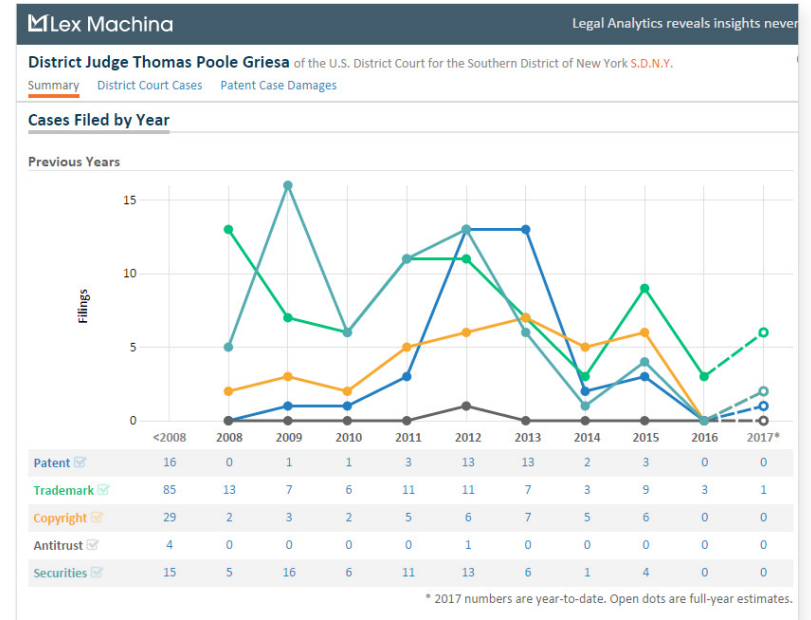 Lex Machina
Legal Analytics reveals insights never
District Judge Thomas Poole Griesa of the U.S. District Court for the Southern District of New York S.D.N.Y.
Summary District Court Cases Patent Case Damages
Cases Filed by Year
Previous Years
15
10
5
0
Filings
<2008 2008 2009 2010 2011 2012 2013 2014 2015 2016 2017*
Patent 16 0 1 1 3 13 13 2 3 0 0
Trademark 85 13 7 6 11 11 7 3 9 3 1
Copyright 29 2 3 2 5 6 7 5 6 0 0
Antitrust 4 0 0 0 0 1 0 0 0 0 0
Securities 15 5 16 6 11 13 6 1 4 0 0
* 2017 numbers are year-to-date. Open dots are full-year estimates.